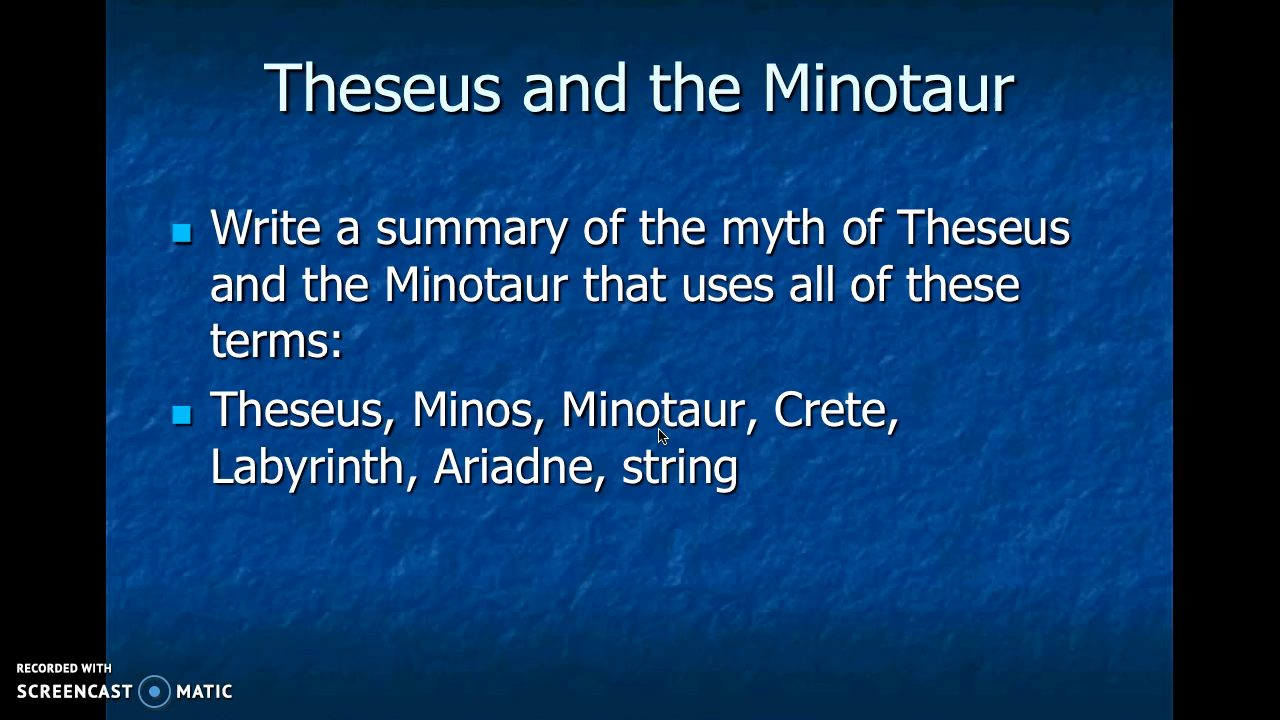 Theseus and the Minotaur
Write a summary of the myth of Theseus
and the Minotaur that uses all of these
terms:
Theseus, Minos, Minotaur, Crete,
Labyrinth, Ariadne, string
RECORDED WITH
SCREENCAST MATIC